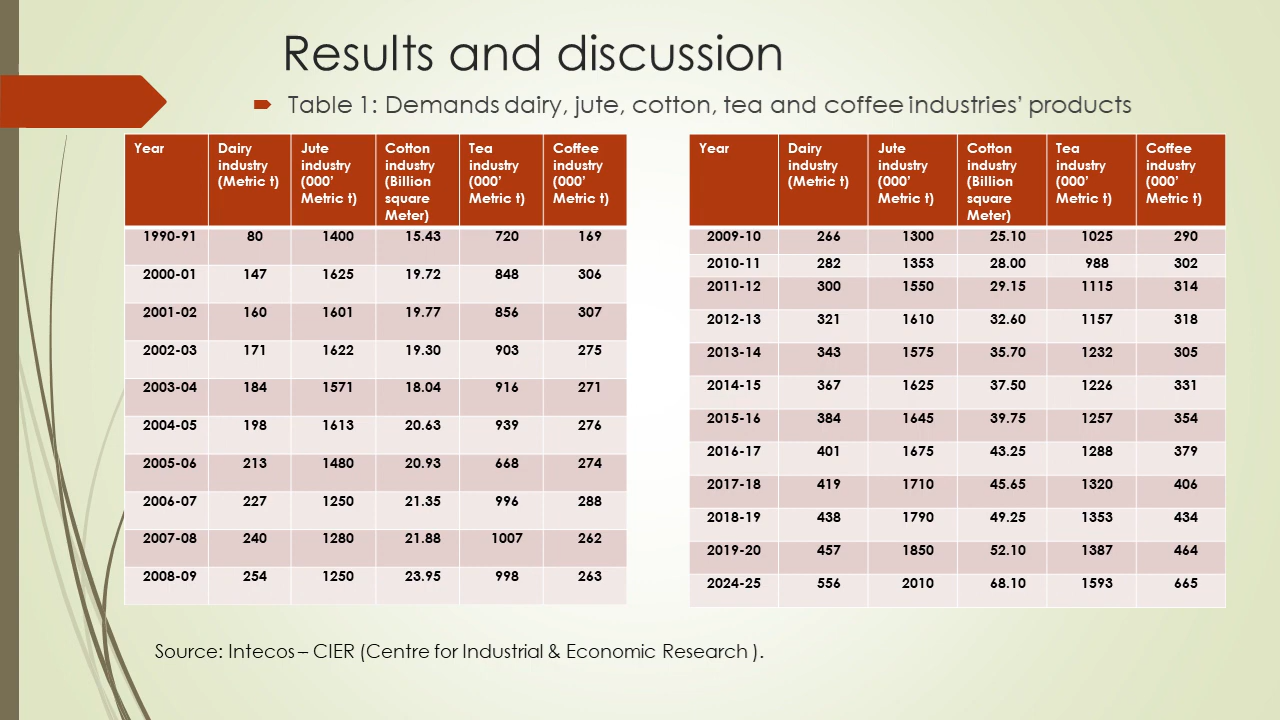 Results and discussion
Table 1: Demands dairy, jute, cotton, tea and coffee industries’ products
Year Dairy industry (Metric t) Jute industry (000’ Metric t) Cotton industry (Billion square Meter) Tea industry (000’ Metric t) Coffee industry (000’ Metric t)
1990-91 80 1400 15.43 720 169
2000-01 147 1625 19.72 848 306
2001-02 160 1601 19.77 856 307
2002-03 171 1622 19.30 903 275
2003-04 184 1571 18.04 916 271
2004-05 198 1613 20.63 939 276
2005-06 213 1480 20.93 668 274
2006-07 227 1250 21.35 996 288
2007-08 240 1280 21.88 1007 262
2008-09 254 1250 23.95 998 263
Year Dairy industry (Metric t) Jute industry (000’ Metric t) Cotton industry (Billion square Meter) Tea industry (000’ Metric t) Coffee industry (000’ Metric t)
2009-10 266 1300 25.10 1025 290
2010-11 282 1353 28.00 988 302
2011-12 300 1550 29.15 1115 314
2012-13 321 1610 32.60 1157 318
2013-14 343 1575 35.70 1232 305
2014-15 367 1625 37.50 1226 331
2015-16 384 1645 39.75 1257 354
2016-17 401 1675 43.25 1288 379
2017-18 419 1710 45.65 1320 406
2018-19 438 1790 49.25 1353 434
2019-20 457 1850 52.10 1387 464
2024-25 556 2010 68.10 1593 665
Source: Intecos – CIER (Centre for Industrial & Economic Research ).